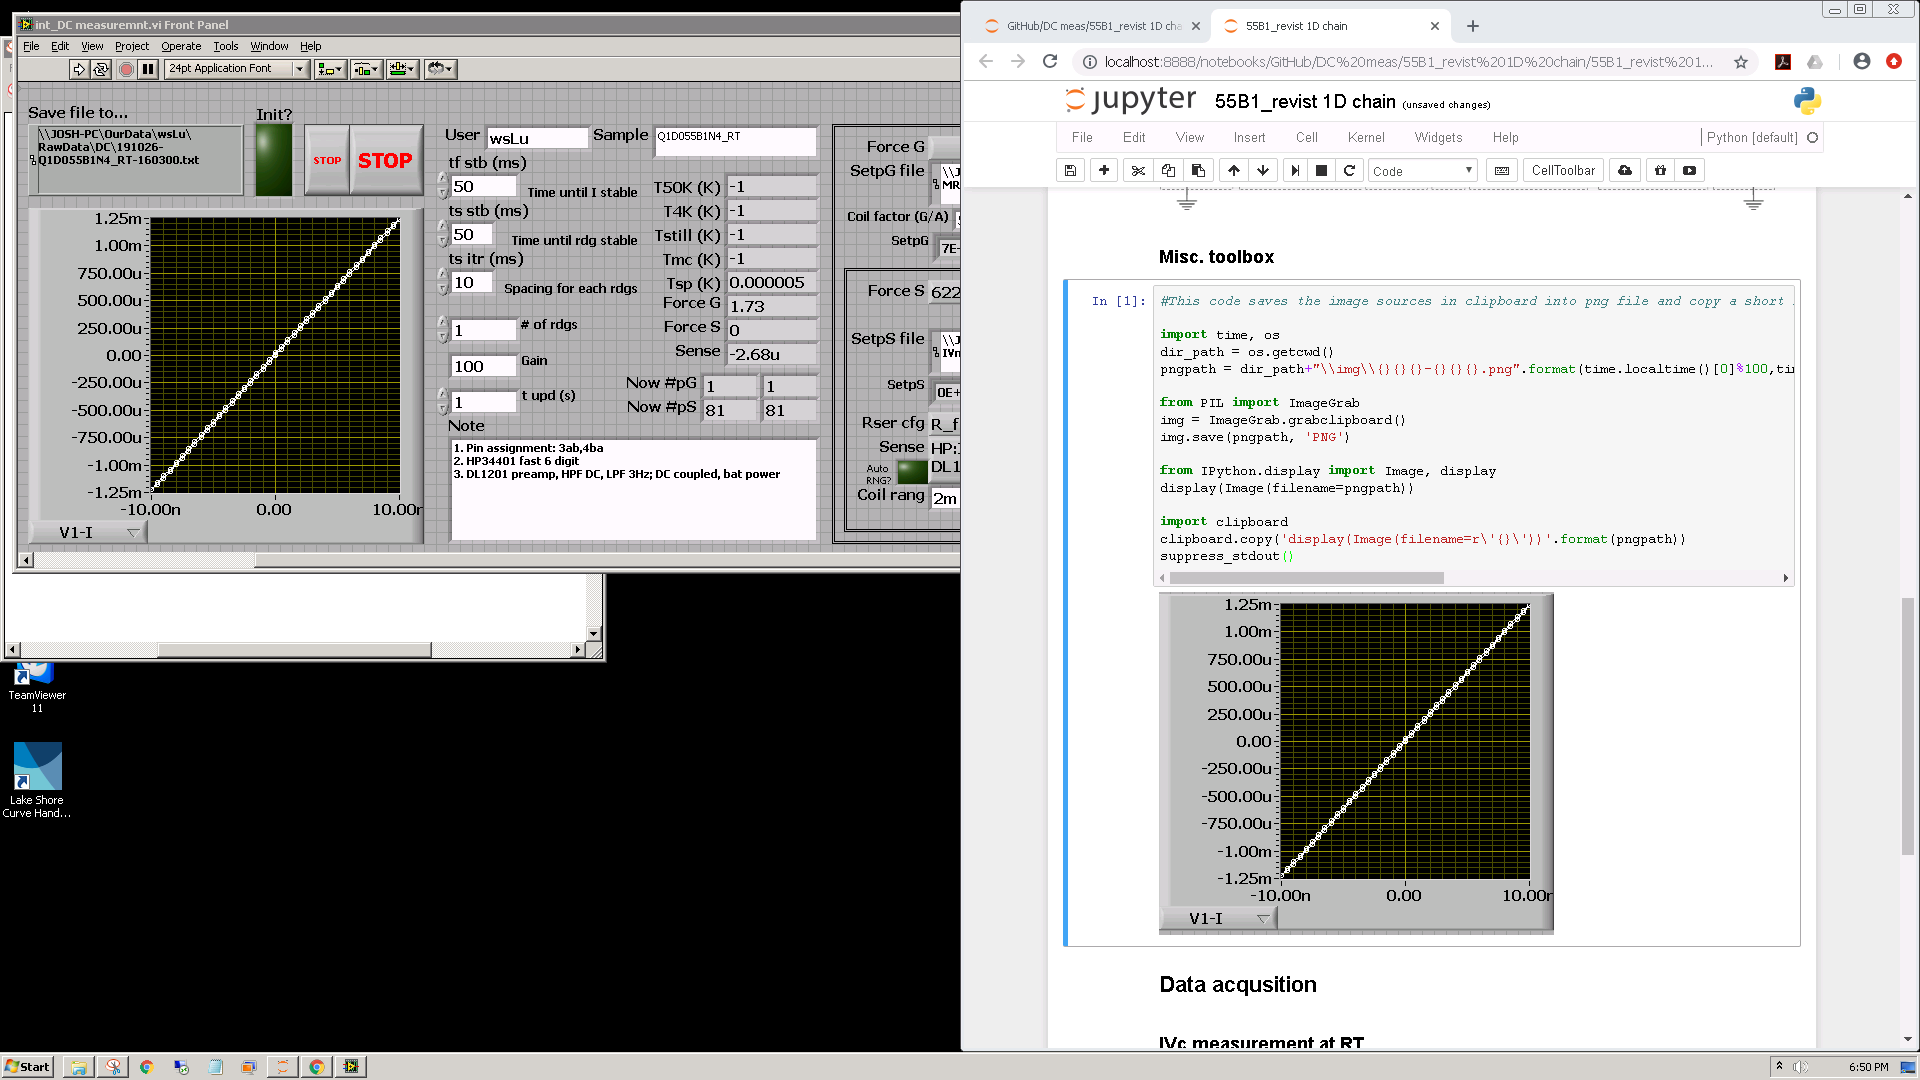 int_DC measuremnt.vi Front Panel
File Edit View Project Operate Tools Window Help
24pt Application Font
Save file to...
\\JOSH-PC\OurData\wsLu\
RawData\DC\191026-
Q1D055B1N4_RT-160300.txt
Init?
STOP
STOP
1.25m
1.00m
750.00u
500.00u
250.00u
0.00
-250.00u
-500.00u
-750.00u
-1.00m
-1.25m
-10.00n 0.00 10.00n
V1-I
User wsLu Sample Q1D055B1N4_RT
tf stb (ms)
50 Time until I stable
ts stb (ms)
50 Time until rdg stable
ts itr (ms)
10 Spacing for each rdgs
1 # of rdgs
100 Gain
1 t upd (s)
T50K (K) -1
T4K (K) -1
Tstill (K) -1
Tmc (K) -1
Tsp (K) 0.000005
Force G 1.73
Force S 0
Sense -2.68u
Now #pG 1 1
Now #pS 81 81
Note
1. Pin assignment: 3ab,4ba
2. HP34401 fast 6 digit
3. DL1201 preamp, HPF DC, LPF 3Hz; DC coupled, bat power
Force G
SetpG file \\J
MR
Coil factor (G/A)
SetpG 7E-
Force S 622
SetpS file \\J
IVn
SetpS 0E+
Rser cfg R_f
Sense HP:
DL1
Auto
RNG?
Coil rang 2m
TeamViewer
11
Lake Shore
Curve Hand...
Start
GitHub/DC meas/55B1_revist 1D cha
55B1_revist 1D chain
localhost:8888/notebooks/GitHub/DC%20meas/55B1_revist%201D%20chain/55B1_revist%201...
jupyter 55B1_revist 1D chain (unsaved changes)
File Edit View Insert Cell Kernel Widgets Help Python [default]
Code CellToolbar
Misc. toolbox
In [1]:
#This code saves the image sources in clipboard into png file and copy a short
import time, os
dir_path = os.getcwd()
pngpath = dir_path+"\\img\\{}{}{}-{}{}{}.png".format(time.localtime()[0]%100,tim
from PIL import ImageGrab
img = ImageGrab.grabclipboard()
img.save(pngpath, 'PNG')
from IPython.display import Image, display
display(Image(filename=pngpath))
import clipboard
clipboard.copy('display(Image(filename=r\'{}\'))'.format(pngpath))
suppress_stdout()
1.25m
1.00m
750.00u
500.00u
250.00u
0.00
-250.00u
-500.00u
-750.00u
-1.00m
-1.25m
-10.00n 0.00 10.00n
V1-I
Data acqusition
IVc measurement at RT
6:50 PM